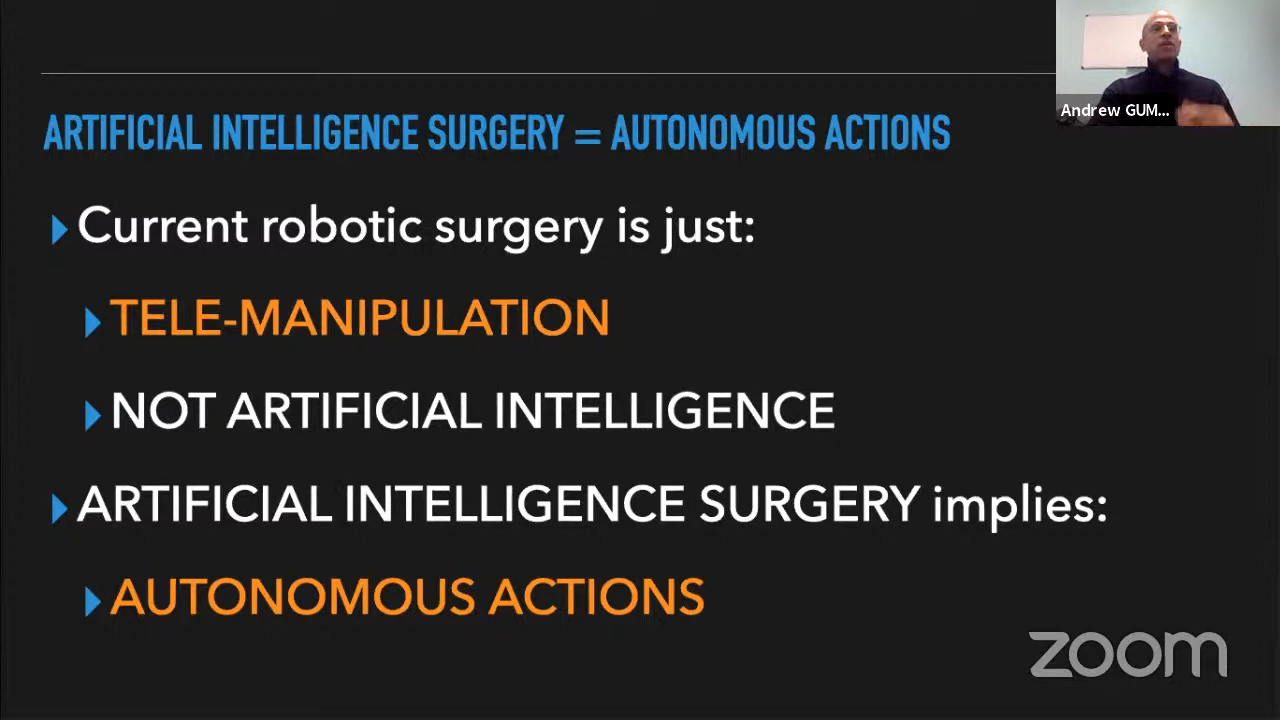 Andrew GUM...
ARTIFICIAL INTELLIGENCE SURGERY = AUTONOMOUS ACTIONS
Current robotic surgery is just:
TELE-MANIPULATION
NOT ARTIFICIAL INTELLIGENCE
ARTIFICIAL INTELLIGENCE SURGERY implies:
AUTONOMOUS ACTIONS
zoom